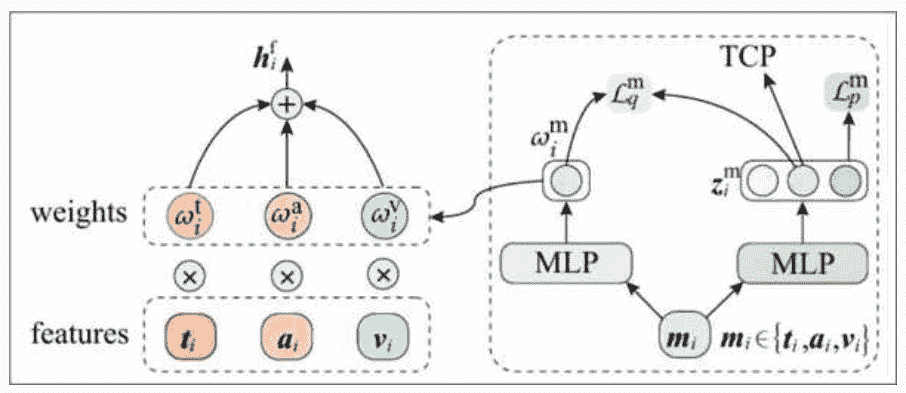 h_i^f
+
weights ω_i^t ω_i^a ω_i^v
× × ×
features t_i a_i v_i
TCP
ℒ_q^m ℒ_p^m
ω_i^m
z_i^m
MLP MLP
m_i m_i∈{t_i,a_i,v_i}